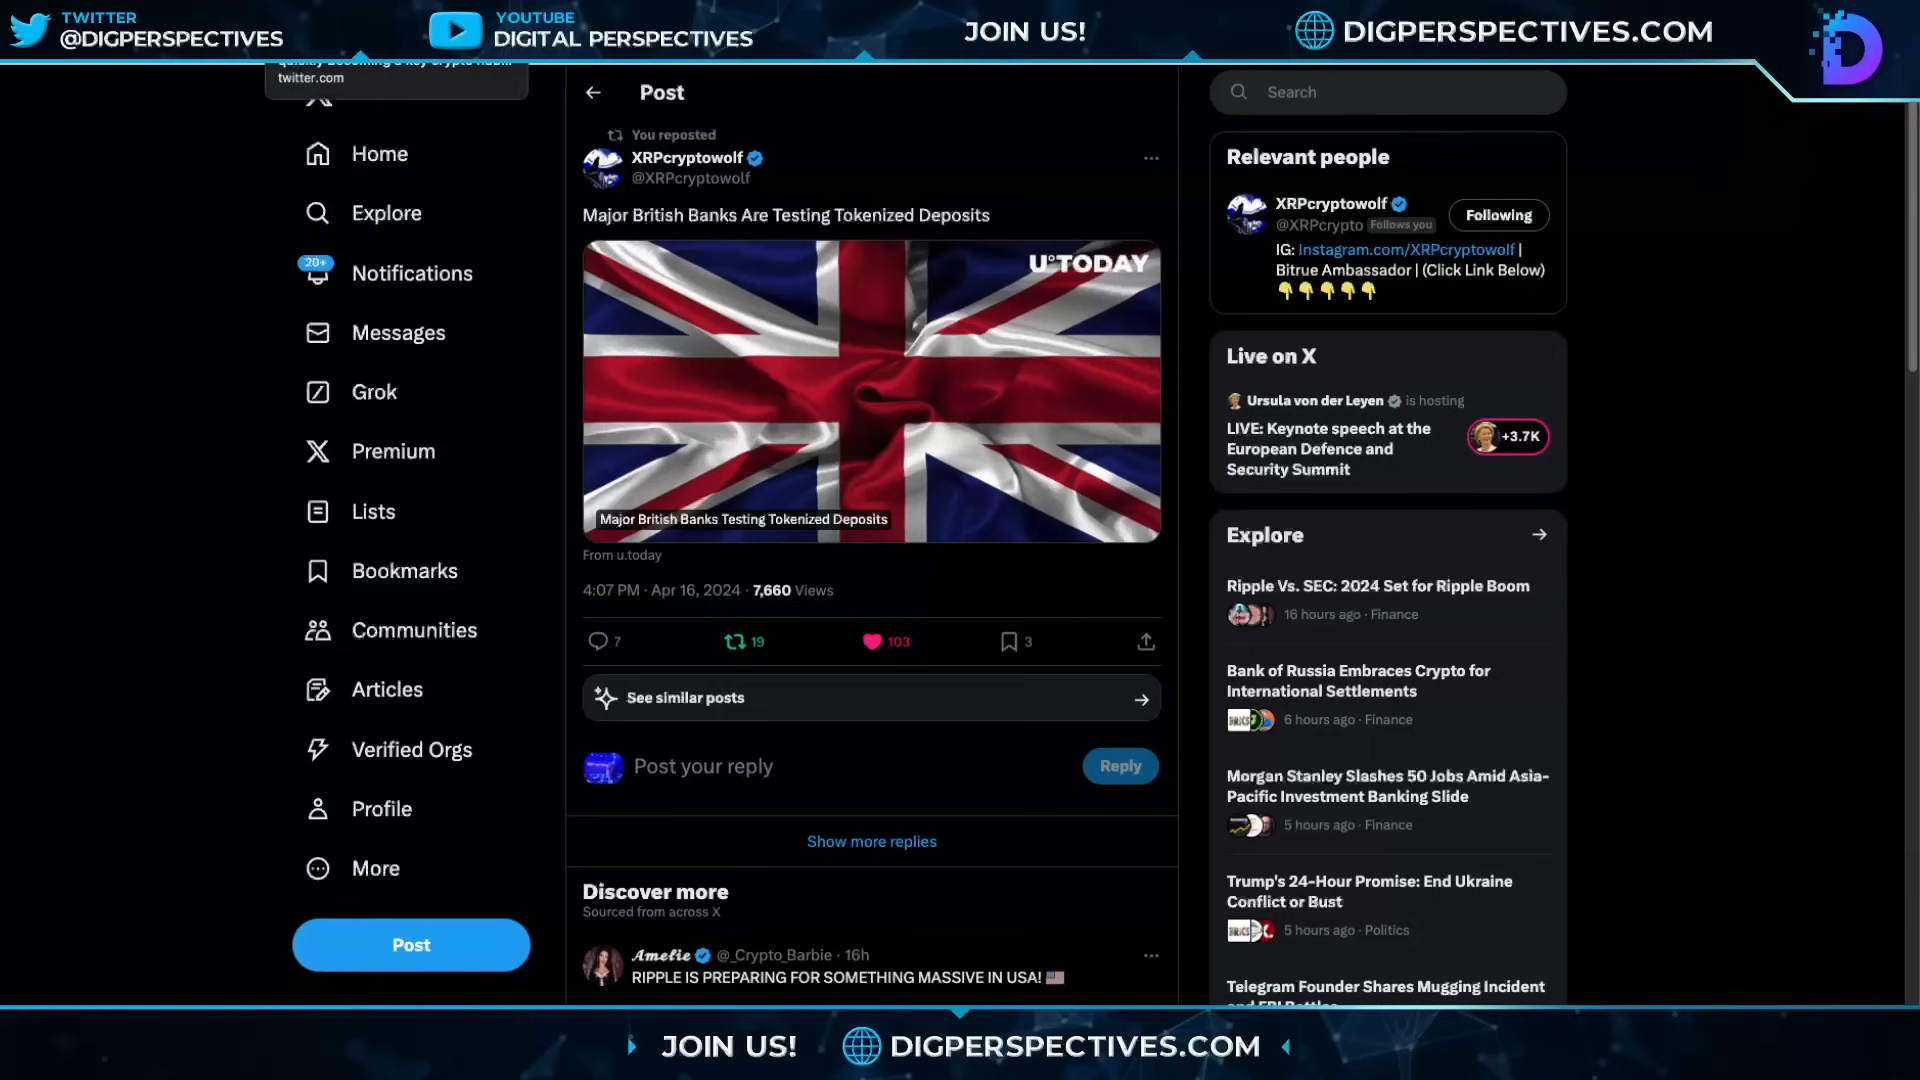 TWITTER
@DIGPERSPECTIVES
YOUTUBE
DIGITAL PERSPECTIVES
JOIN US!
DIGPERSPECTIVES.COM
twitter.com
Home
Explore
20+
Notifications
Messages
Grok
Premium
Lists
Bookmarks
Communities
Articles
Verified Orgs
Profile
More
Post
Post
You reposted
XRPcryptowolf
@XRPcryptowolf
Major British Banks Are Testing Tokenized Deposits
U°TODAY
Major British Banks Testing Tokenized Deposits
From u.today
4:07 PM · Apr 16, 2024 · 7,660 Views
7 19 103 3
See similar posts
Post your reply
Reply
Show more replies
Discover more
Sourced from across X
Amelie @_Crypto_Barbie · 16h
RIPPLE IS PREPARING FOR SOMETHING MASSIVE IN USA!
Search
Relevant people
XRPcryptowolf
@XRPcrypto Follows you
Following
IG: Instagram.com/XRPcryptowolf |
Bitrue Ambassador | (Click Link Below)
Live on X
Ursula von der Leyen is hosting
LIVE: Keynote speech at the
European Defence and
Security Summit
+3.7K
Explore
Ripple Vs. SEC: 2024 Set for Ripple Boom
16 hours ago · Finance
Bank of Russia Embraces Crypto for
International Settlements
6 hours ago · Finance
Morgan Stanley Slashes 50 Jobs Amid Asia-
Pacific Investment Banking Slide
5 hours ago · Finance
Trump's 24-Hour Promise: End Ukraine
Conflict or Bust
5 hours ago · Politics
Telegram Founder Shares Mugging Incident
JOIN US!
DIGPERSPECTIVES.COM